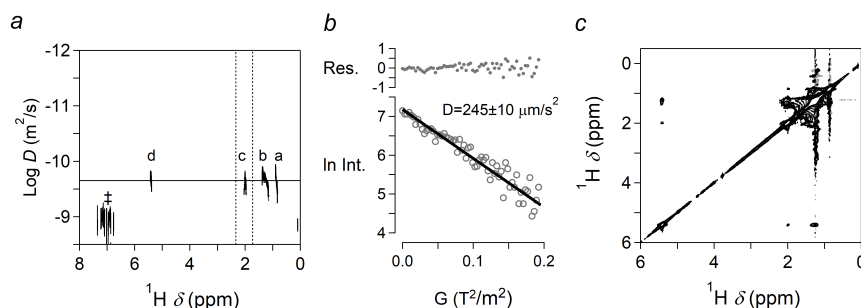 a
b
c
-12
-11
-10
-9
Log D (m²/s)
d
c
b
a
‡
8
6
4
2
0
¹H δ (ppm)
Res.
1
0
-1
D=245±10 μm/s²
ln Int.
7
6
5
4
0.0
0.1
0.2
G (T²/m²)
0
2
4
6
¹H δ (ppm)
6
4
2
0
¹H δ (ppm)